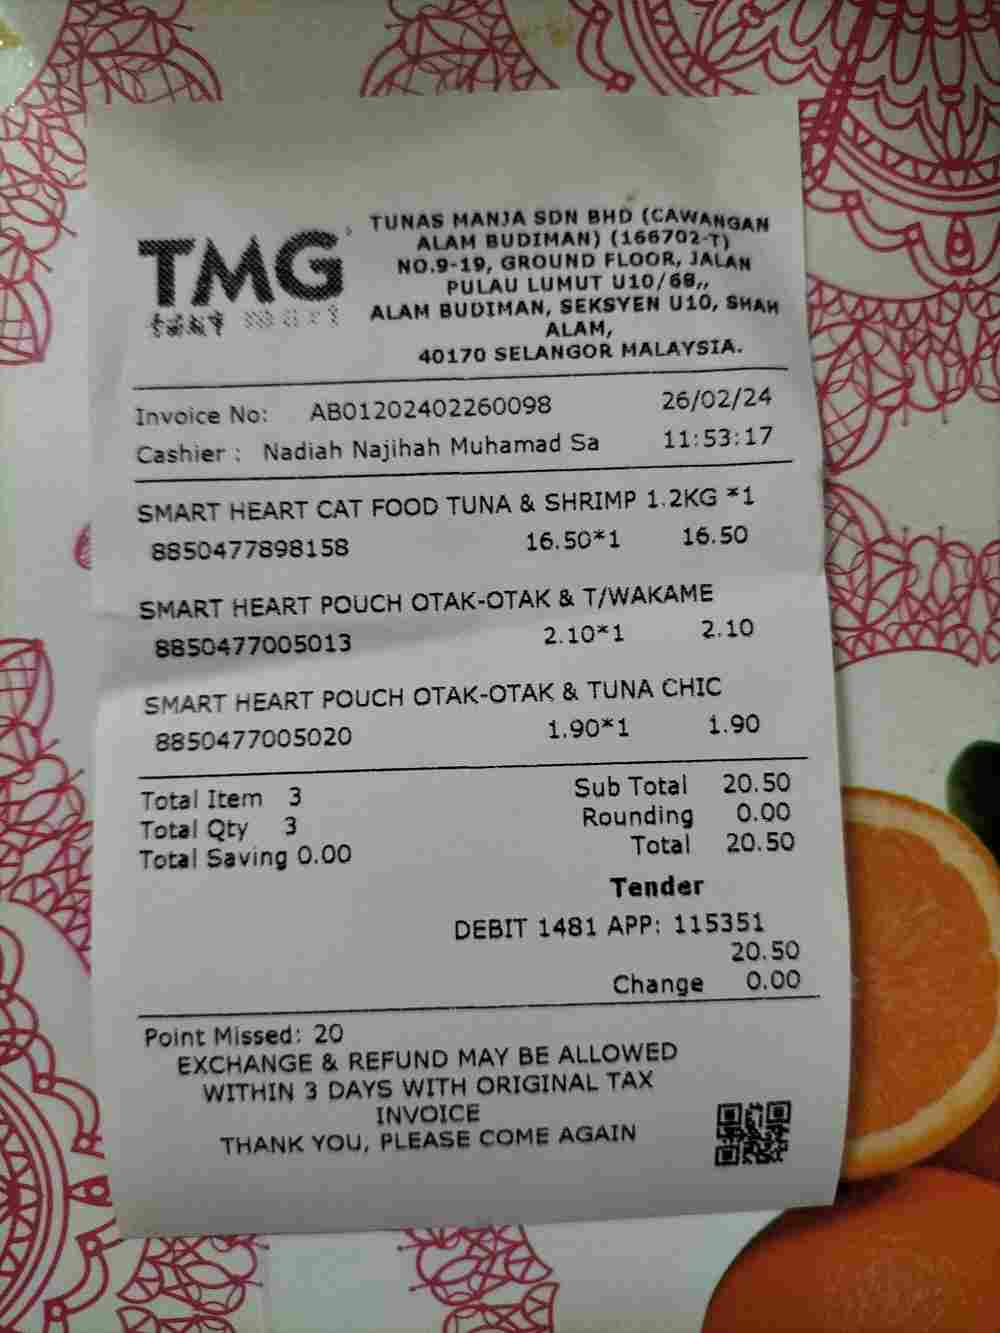 TMG
TUNAS MANJA SDN BHD (CAWANGAN
ALAM BUDIMAN) (166702-T)
NO.9-19, GROUND FLOOR, JALAN
PULAU LUMUT U10/68,,
ALAM BUDIMAN, SEKSYEN U10, SHAH
ALAM,
40170 SELANGOR MALAYSIA.
Invoice No: AB01202402260098 26/02/24
Cashier : Nadiah Najihah Muhamad Sa 11:53:17
SMART HEART CAT FOOD TUNA & SHRIMP 1.2KG *1
8850477898158 16.50*1 16.50
SMART HEART POUCH OTAK-OTAK & T/WAKAME
8850477005013 2.10*1 2.10
SMART HEART POUCH OTAK-OTAK & TUNA CHIC
8850477005020 1.90*1 1.90
Total Item 3 Sub Total 20.50
Total Qty 3 Rounding 0.00
Total Saving 0.00 Total 20.50
Tender
DEBIT 1481 APP: 115351
20.50
Change 0.00
Point Missed: 20
EXCHANGE & REFUND MAY BE ALLOWED
WITHIN 3 DAYS WITH ORIGINAL TAX
INVOICE
THANK YOU, PLEASE COME AGAIN